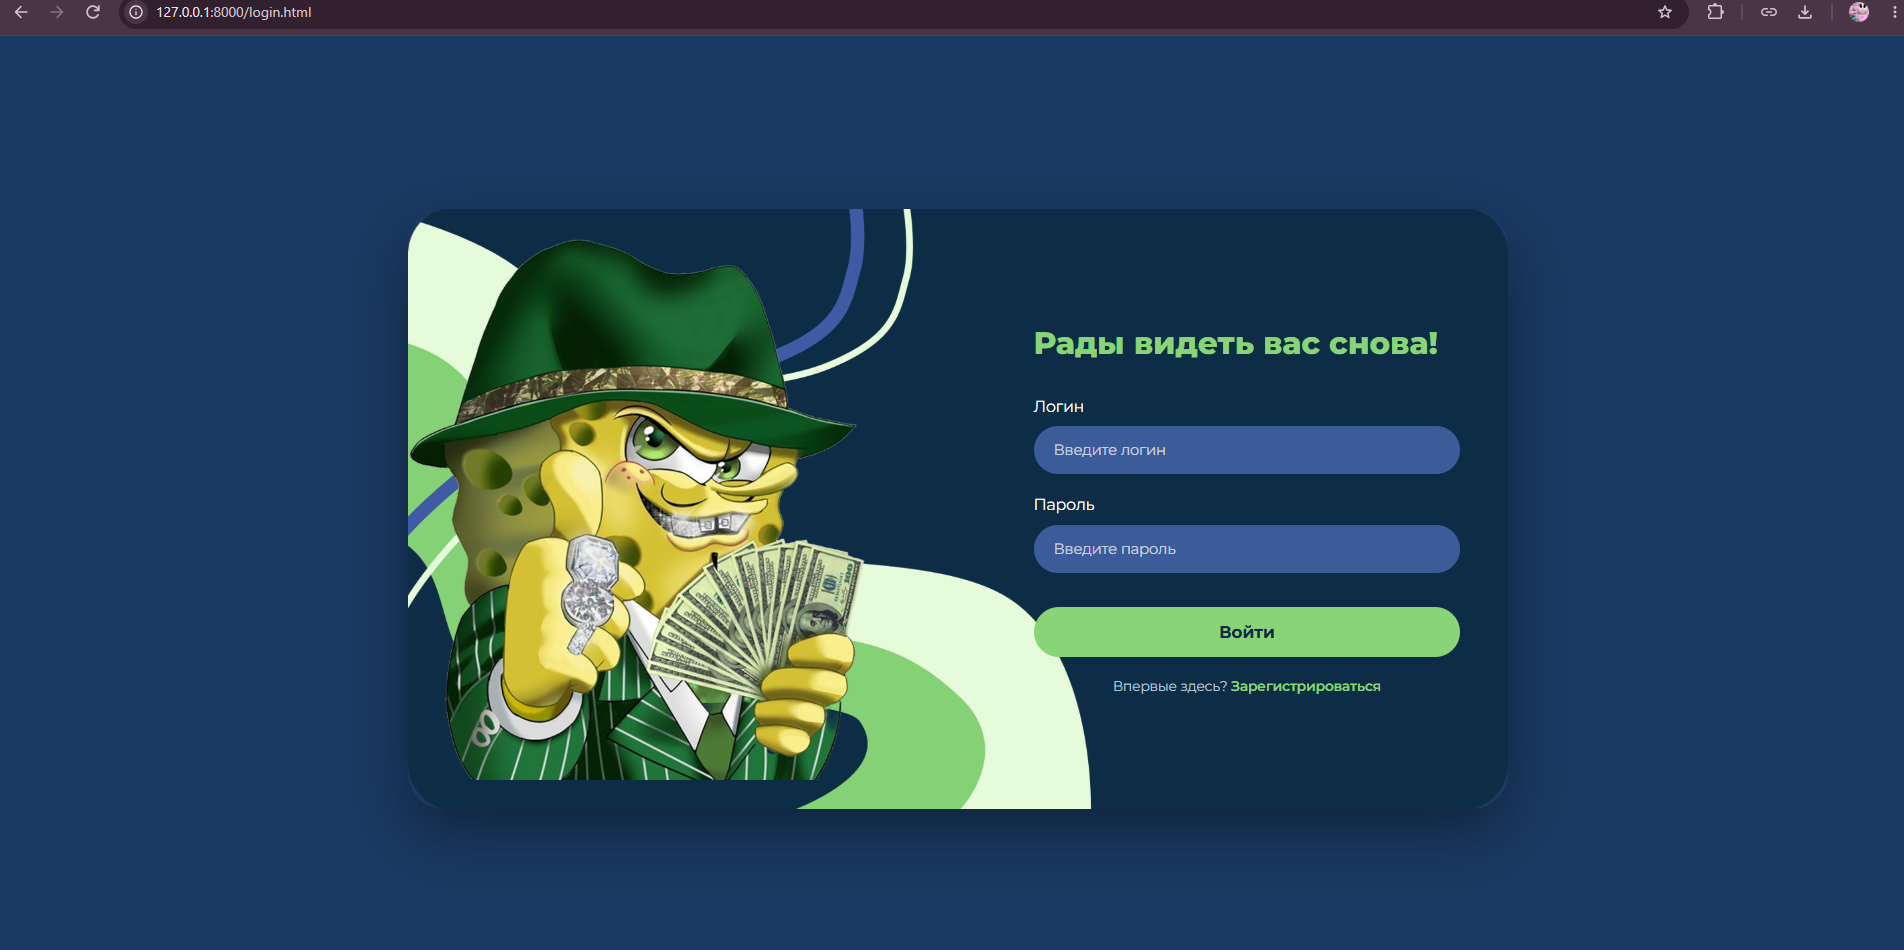 127.0.0.1:8000/login.html
Рады видеть вас снова!
Логин
Введите логин
Пароль
Введите пароль
Войти
Впервые здесь? Зарегистрироваться
100